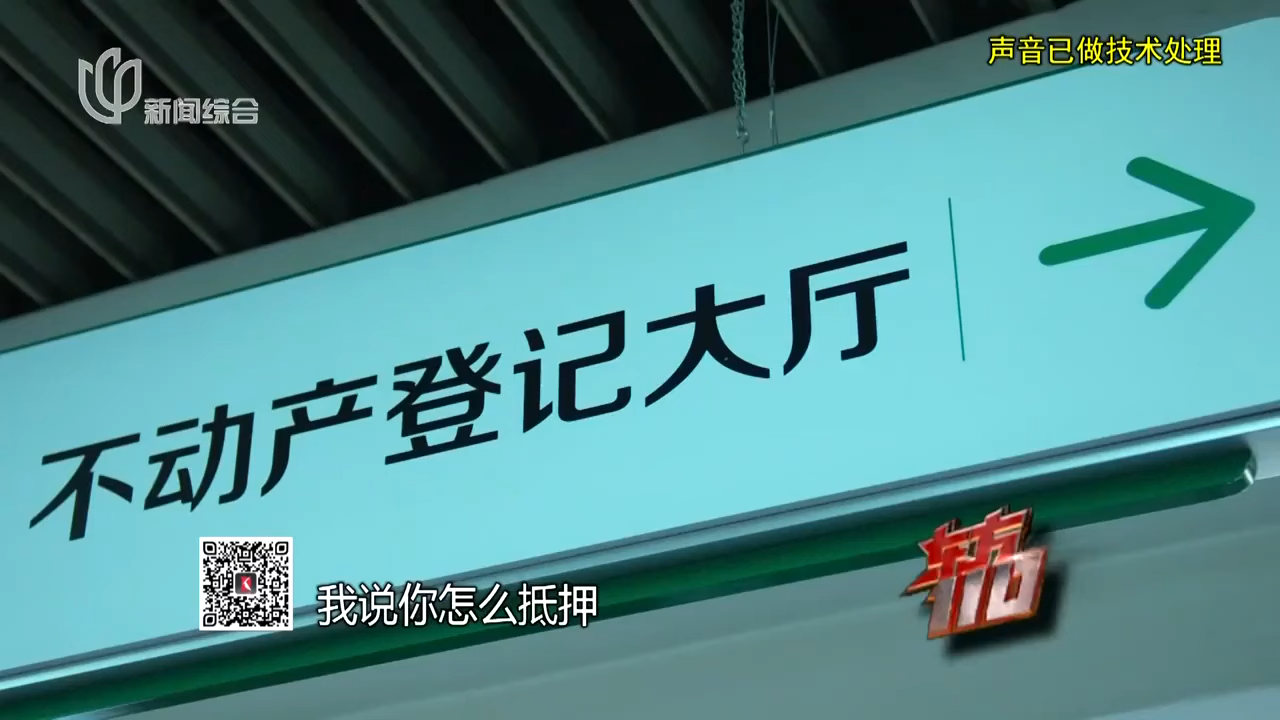 声音已做技术处理
新闻综合
不动产登记大厅
我说你怎么抵押